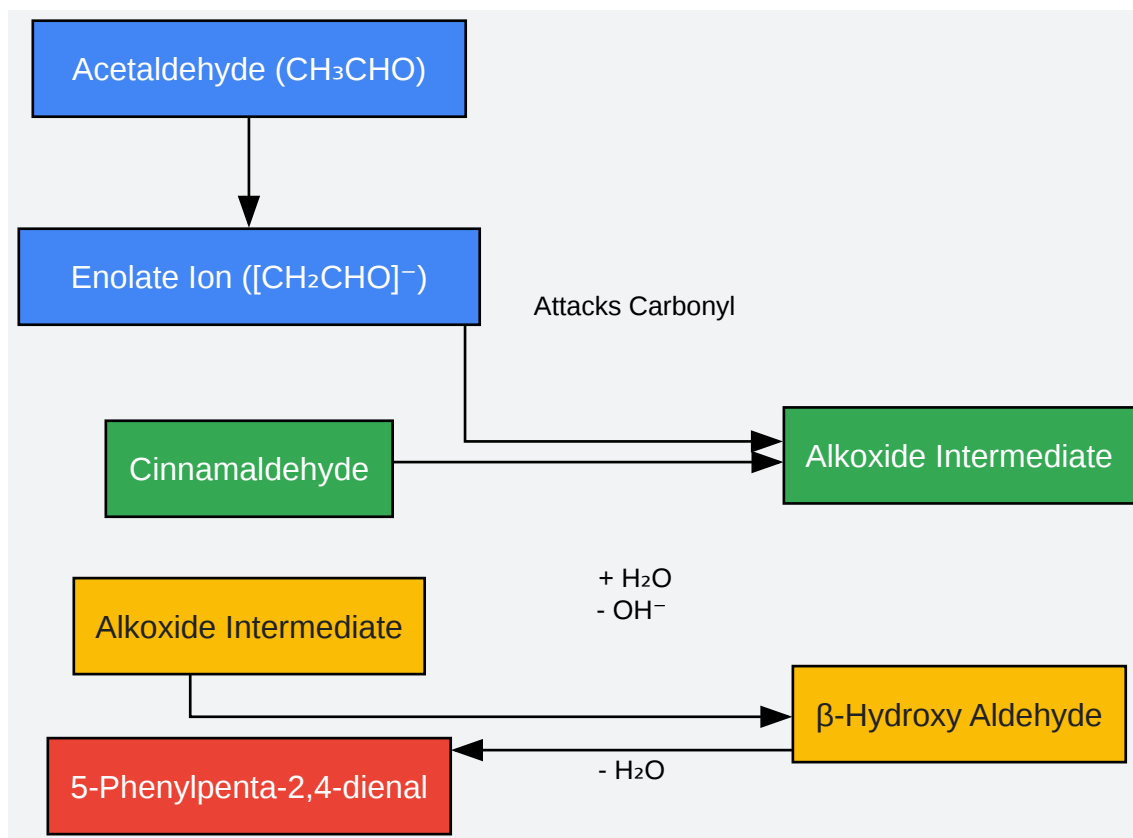 Acetaldehyde (CH₃CHO)
Enolate Ion ([CH₂CHO]⁻)
Attacks Carbonyl
Cinnamaldehyde
Alkoxide Intermediate
+ H₂O
- OH⁻
Alkoxide Intermediate
β-Hydroxy Aldehyde
- H₂O
5-Phenylpenta-2,4-dienal